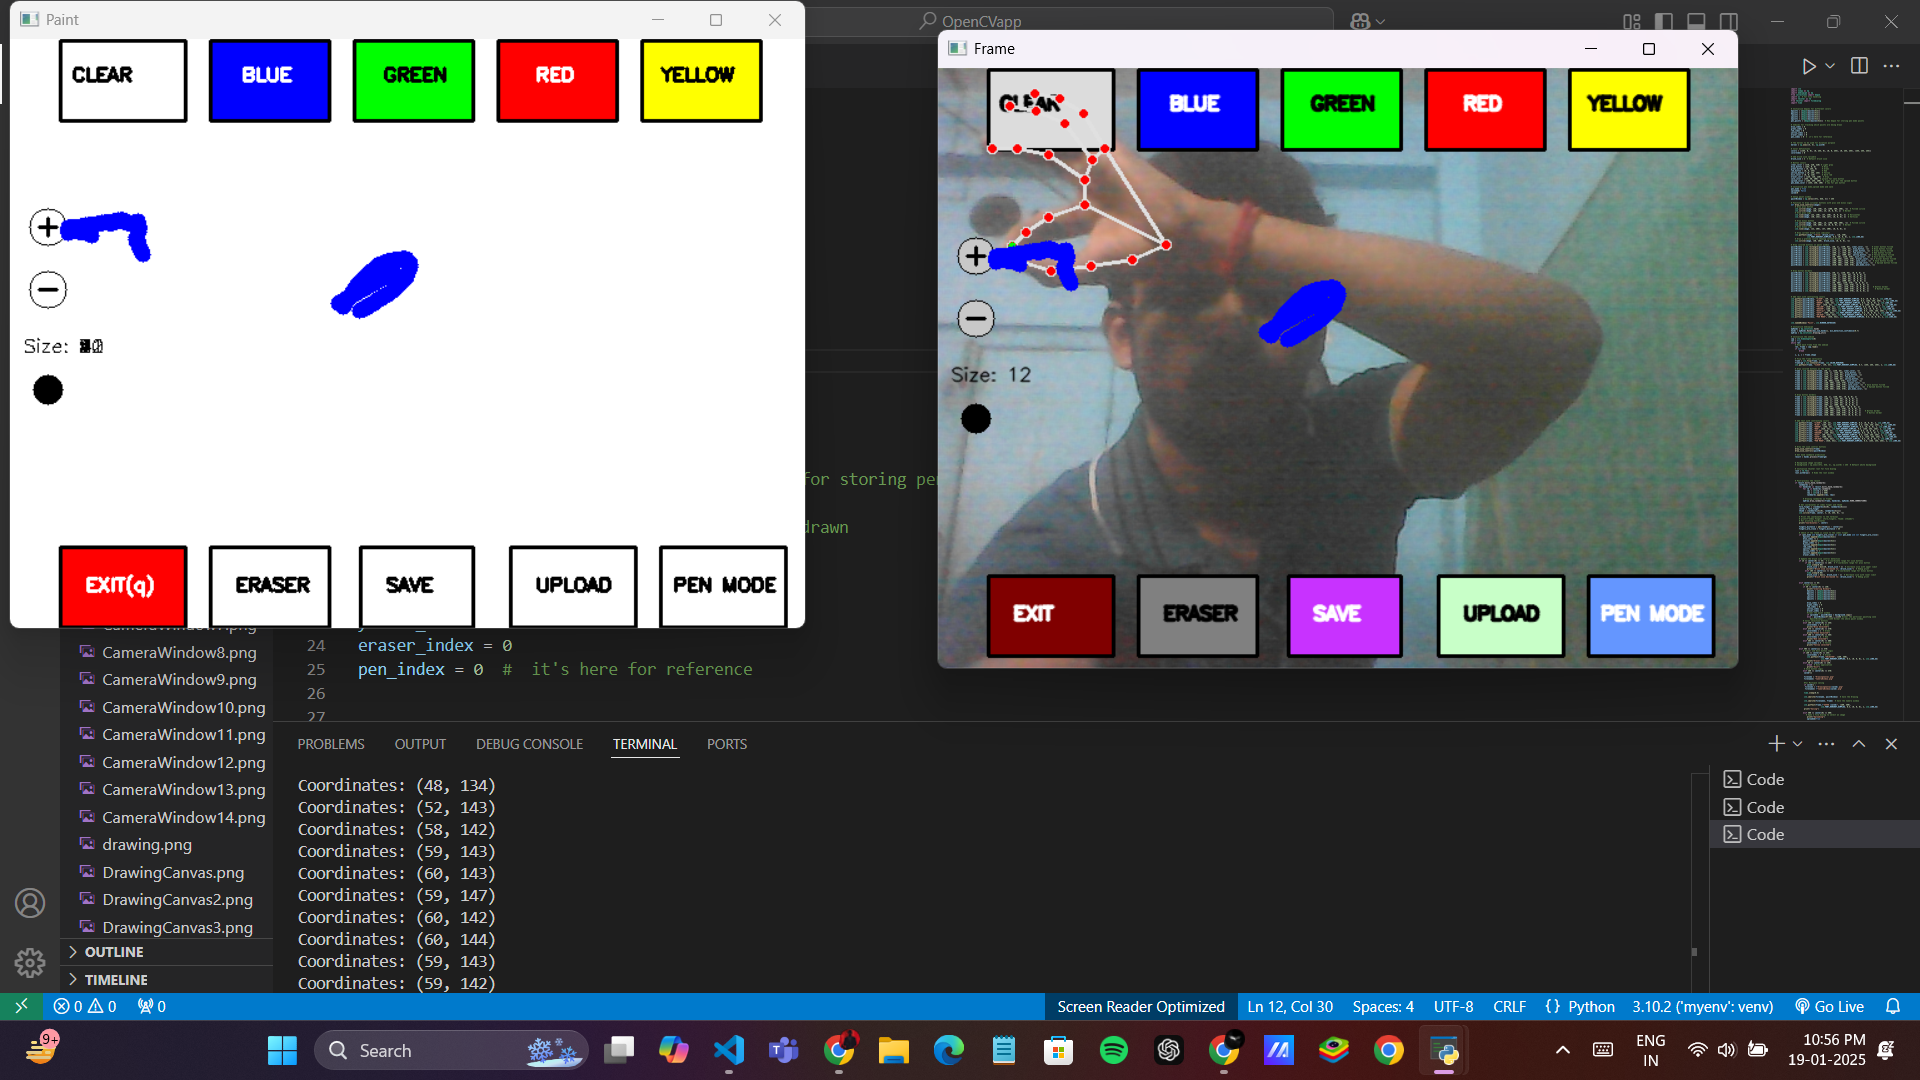 Paint
CLEAR
BLUE
GREEN
RED
YELLOW
+
−
Size:
EXIT(q)
ERASER
SAVE
UPLOAD
PEN MODE
OpenCVapp
Frame
BLUE
GREEN
RED
YELLOW
+
−
Size: 12
EXIT
ERASER
SAVE
UPLOAD
PEN MODE
for storing pe
drawn
24 eraser_index = 0
25 pen_index = 0 # it's here for reference
26
27
CameraWindow8.png
CameraWindow9.png
CameraWindow10.png
CameraWindow11.png
CameraWindow12.png
CameraWindow13.png
CameraWindow14.png
drawing.png
DrawingCanvas.png
DrawingCanvas2.png
DrawingCanvas3.png
OUTLINE
TIMELINE
PROBLEMS
OUTPUT
DEBUG CONSOLE
TERMINAL
PORTS
Coordinates: (48, 134)
Coordinates: (52, 143)
Coordinates: (58, 142)
Coordinates: (59, 143)
Coordinates: (60, 143)
Coordinates: (59, 147)
Coordinates: (60, 142)
Coordinates: (60, 144)
Coordinates: (59, 143)
Coordinates: (59, 142)
Code
Code
Code
0 0
0
Screen Reader Optimized
Ln 12, Col 30
Spaces: 4
UTF-8
CRLF
{} Python
3.10.2 ('myenv': venv)
Go Live
9+
Search
ENG
IN
10:56 PM
19-01-2025